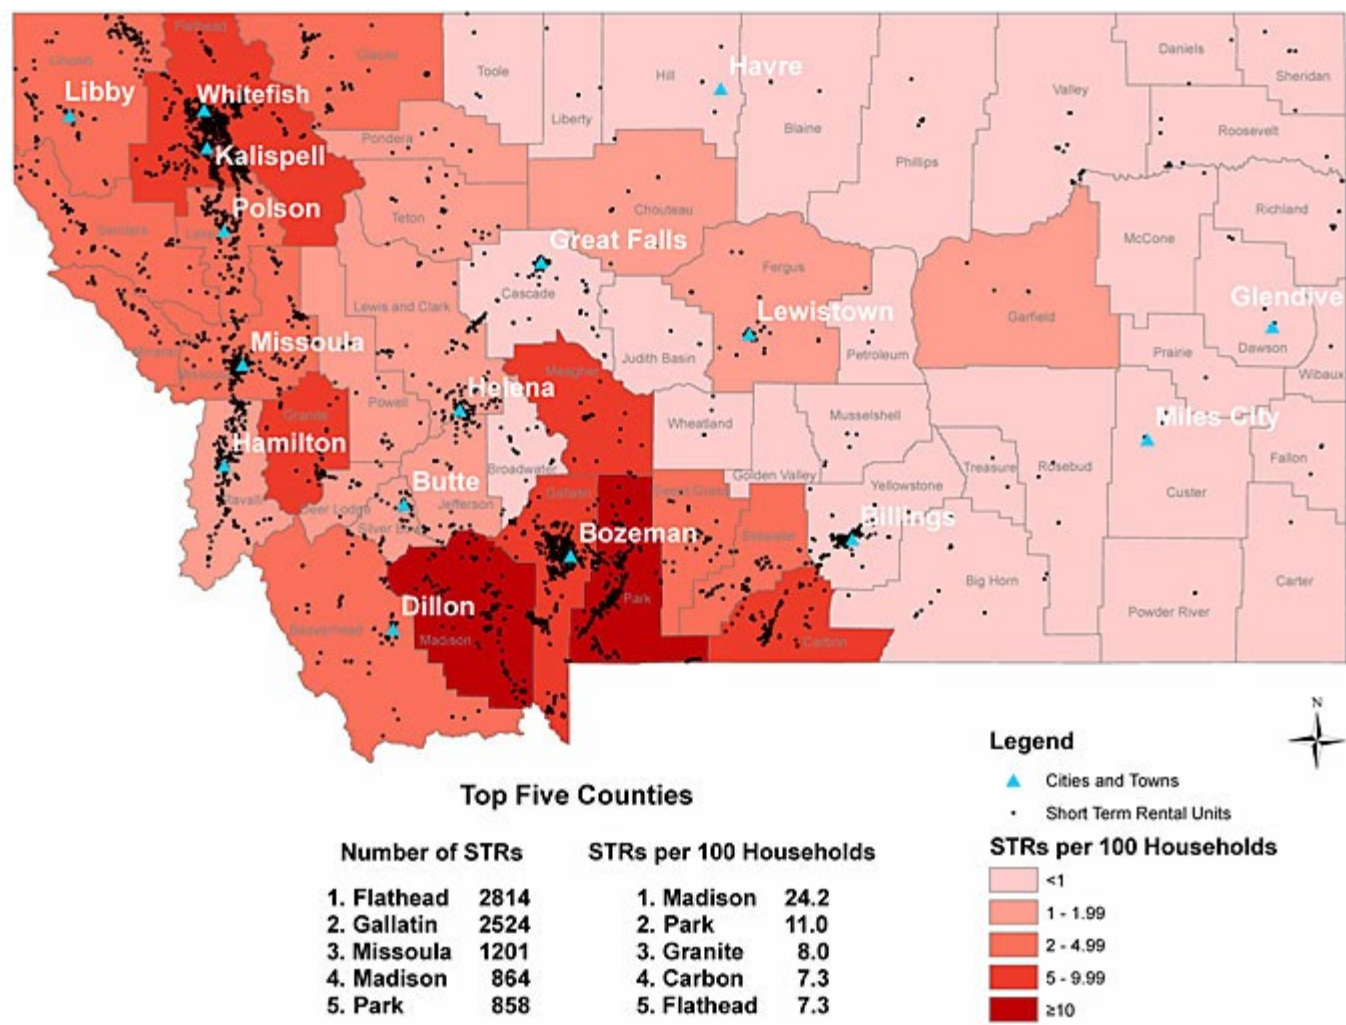 Flathead
Lincoln
Glacier
Toole
Hill
Havre
Daniels
Sheridan
Libby
Whitefish
Liberty
Blaine
Valley
Roosevelt
Pondera
Kalispell
Phillips
Polson
Teton
Chouteau
Richland
Sanders
Lake
Great Falls
McCone
Fergus
Cascade
Lewis and Clark
Glendive
Lewistown
Garfield
Missoula
Mineral
Missoula
Judith Basin
Petroleum
Prairie
Dawson
Wibaux
Meagher
Helena
Powell
Granite
Wheatland
Musselshell
Miles City
Hamilton
Broadwater
Golden Valley
Treasure
Rosebud
Fallon
Butte
Ravalli
Deer Lodge
Jefferson
Gallatin
Sweet Grass
Yellowstone
Custer
Silver Bow
Bozeman
Stillwater
Billings
Dillon
Park
Big Horn
Carter
Powder River
Beaverhead
Madison
Carbon
N
Legend
Cities and Towns
Short Term Rental Units
STRs per 100 Households
<1
1 - 1.99
2 - 4.99
5 - 9.99
≥10
Top Five Counties
Number of STRs
1. Flathead 2814
2. Gallatin 2524
3. Missoula 1201
4. Madison 864
5. Park 858
STRs per 100 Households
1. Madison 24.2
2. Park 11.0
3. Granite 8.0
4. Carbon 7.3
5. Flathead 7.3